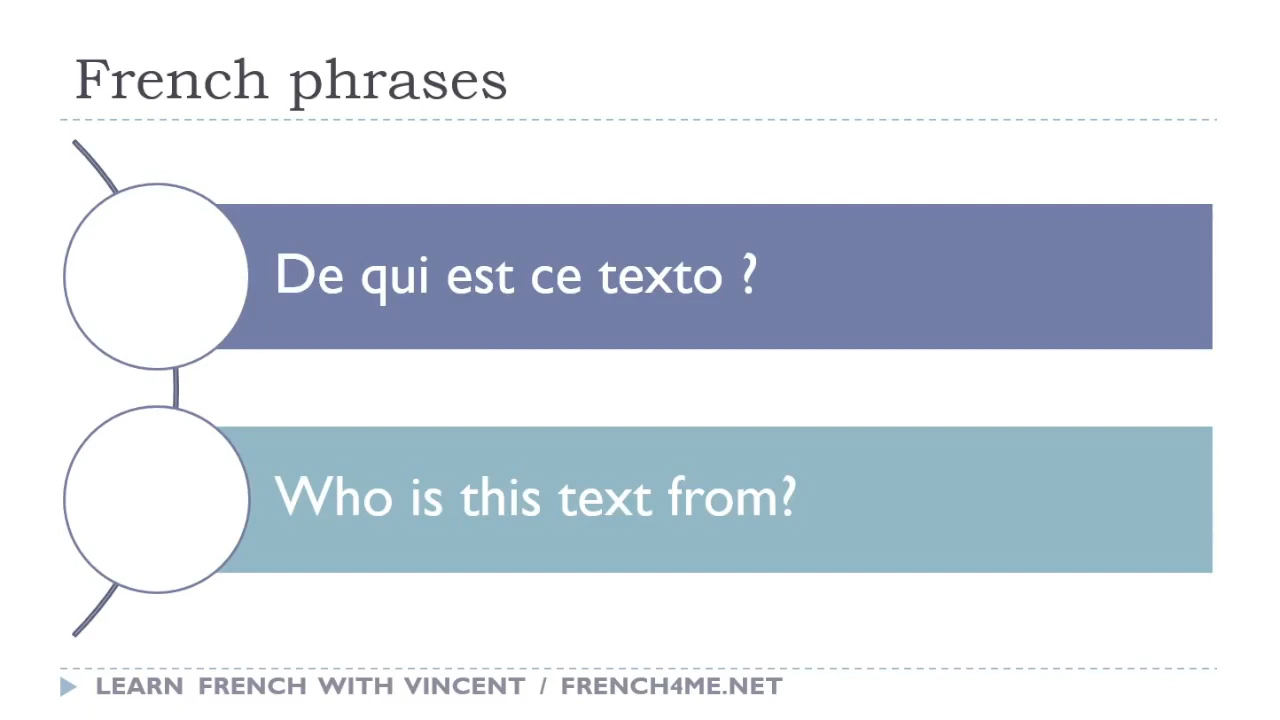 French phrases
De qui est ce texto ?
Who is this text from?
LEARN FRENCH WITH VINCENT / FRENCH4ME.NET